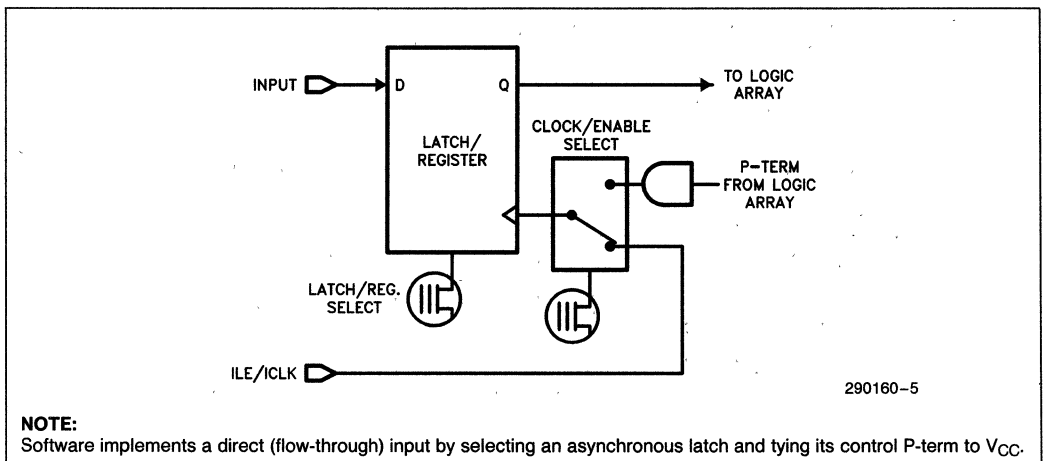 INPUT
D
Q
TO LOGIC
ARRAY
LATCH/
REGISTER
CLOCK/ENABLE
SELECT
P-TERM
FROM LOGIC
ARRAY
LATCH/REG.
SELECT
ILE/ICLK
290160-5
NOTE:
Software implements a direct (flow-through) input by selecting an asynchronous latch and tying its control P-term to VCC.